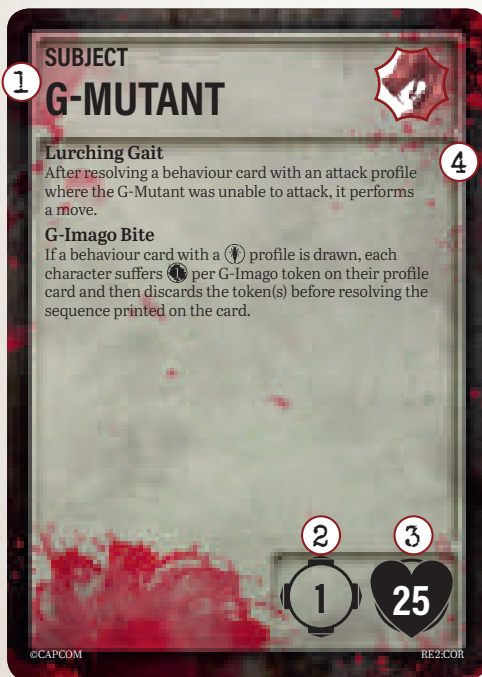 SUBJECT
1
G-MUTANT
4
Lurching Gait
After resolving a behaviour card with an attack profile
where the G-Mutant was unable to attack, it performs
a move.
G-Imago Bite
If a behaviour card with a profile is drawn, each
character suffers 1 per G-Imago token on their profile
card and then discards the token(s) before resolving the
sequence printed on the card.
2 3
1 25
©CAPCOM RE2:COR